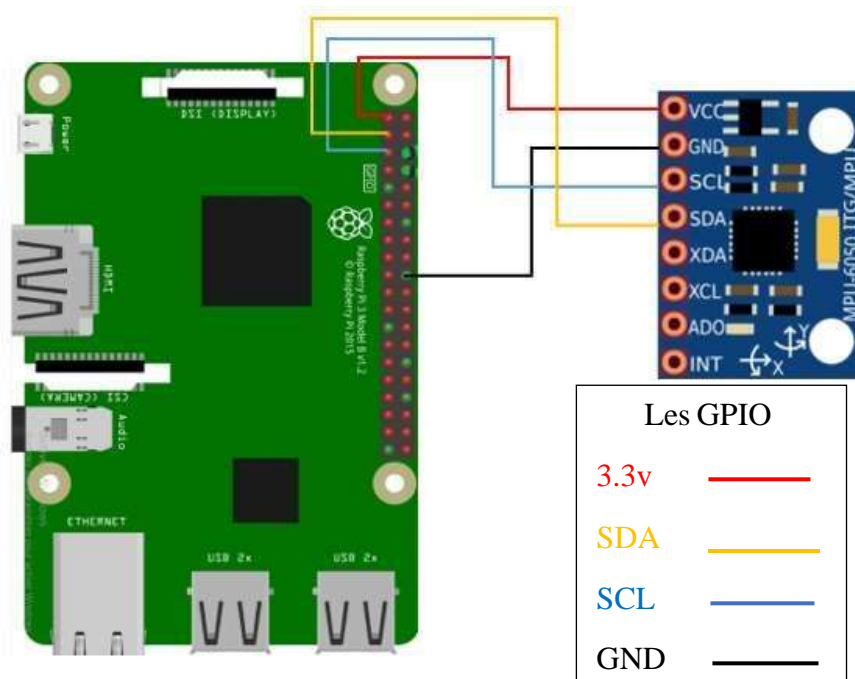 DSI (DISPLAY)
Power
GPIO
HDMI
Raspberry Pi 3 Model B v1.2
© Raspberry Pi 2015
CSI (CAMERA)
Audio
ETHERNET
USB 2x
USB 2x
VCC
GND
SCL
SDA
XDA
XCL
ADO
INT
X
Y
MPU-6050 ITG/MPU
Les GPIO
3.3v
SDA
SCL
GND